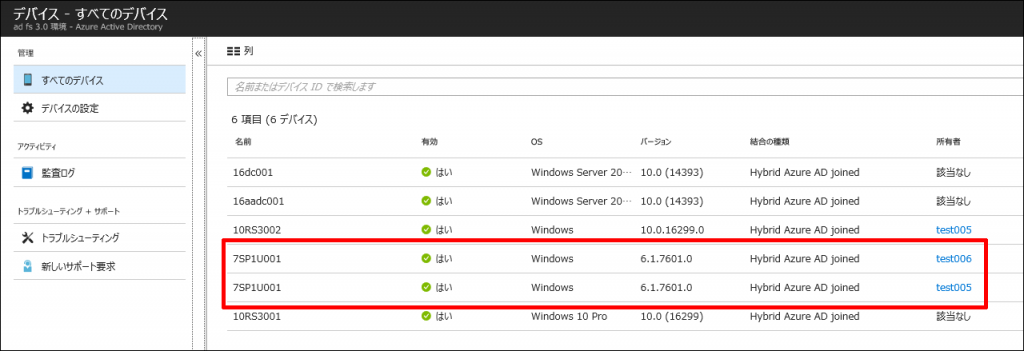 デバイス - すべてのデバイス
ad fs 3.0 環境 - Azure Active Directory
管理
すべてのデバイス
デバイスの設定
アクティビティ
監査ログ
トラブルシューティング + サポート
トラブルシューティング
新しいサポート要求
«
列
名前またはデバイス ID で検索します
6 項目 (6 デバイス)
名前 有効 OS バージョン 結合の種類 所有者
16dc001 はい Windows Server 20… 10.0 (14393) Hybrid Azure AD joined 該当なし
16aadc001 はい Windows Server 20… 10.0 (14393) Hybrid Azure AD joined 該当なし
10RS3002 はい Windows 10.0.16299.0 Hybrid Azure AD joined test005
7SP1U001 はい Windows 6.1.7601.0 Hybrid Azure AD joined test006
7SP1U001 はい Windows 6.1.7601.0 Hybrid Azure AD joined test005
10RS3001 はい Windows 10 Pro 10.0 (16299) Hybrid Azure AD joined 該当なし